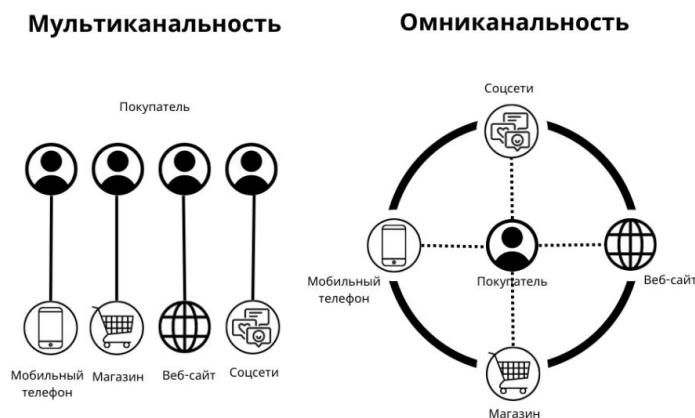 Мультиканальность
Покупатель
Мобильный
телефон
Магазин
Веб-сайт
Соцсети
Омниканальность
Соцсети
Мобильный
телефон
Покупатель
Веб-сайт
Магазин